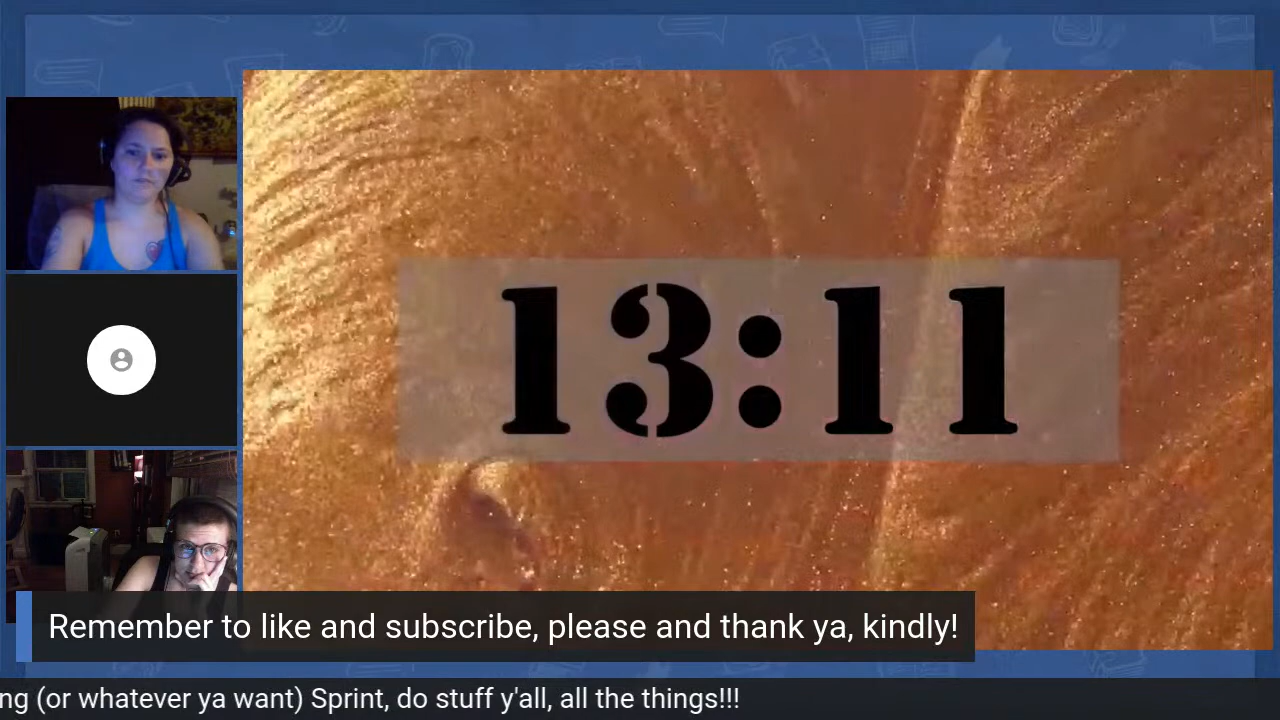 13:11
Remember to like and subscribe, please and thank ya, kindly!
ng (or whatever ya want) Sprint, do stuff y'all, all the things!!!